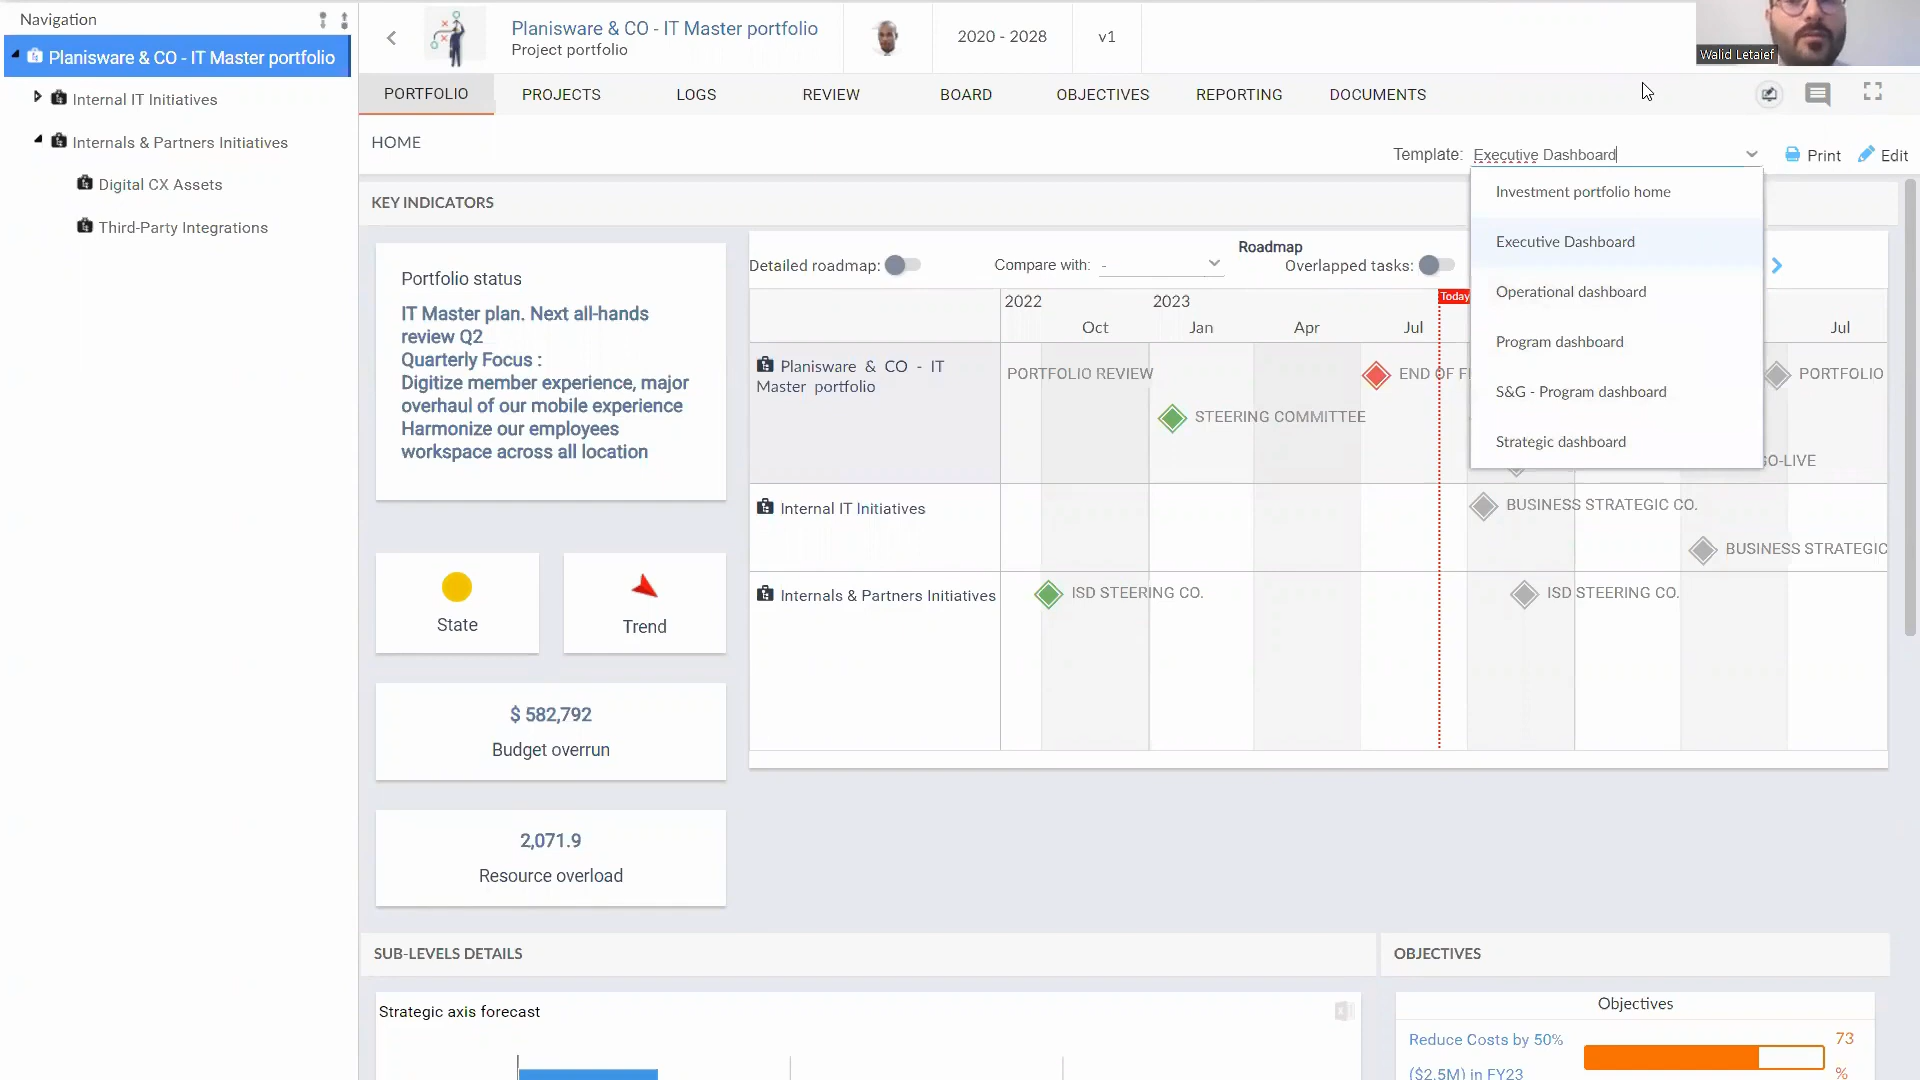 Navigation
Planisware & CO - IT Master portfolio
Internal IT Initiatives
Internals & Partners Initiatives
Digital CX Assets
Third-Party Integrations
Planisware & CO - IT Master portfolio
Project portfolio
2020 - 2028
v1
Walid Letaief
PORTFOLIO
PROJECTS
LOGS
REVIEW
BOARD
OBJECTIVES
REPORTING
DOCUMENTS
HOME
Template: Executive Dashboard
Print
Edit
Investment portfolio home
Executive Dashboard
Operational dashboard
Program dashboard
S&G - Program dashboard
Strategic dashboard
KEY INDICATORS
Portfolio status
IT Master plan. Next all-hands
review Q2
Quarterly Focus :
Digitize member experience, major
overhaul of our mobile experience
Harmonize our employees
workspace across all location
State
Trend
$ 582,792
Budget overrun
2,071.9
Resource overload
Roadmap
Detailed roadmap:
Compare with: -
Overlapped tasks:
2022
2023
Today
Oct
Jan
Apr
Jul
Jul
Planisware & CO - IT
Master portfolio
PORTFOLIO REVIEW
END OF F
PORTFOLIO
STEERING COMMITTEE
GO-LIVE
Internal IT Initiatives
BUSINESS STRATEGIC CO.
BUSINESS STRATEGIC
Internals & Partners Initiatives
ISD STEERING CO.
ISD STEERING CO.
SUB-LEVELS DETAILS
Strategic axis forecast
OBJECTIVES
Objectives
Reduce Costs by 50%
($2.5M) in FY23
73
%